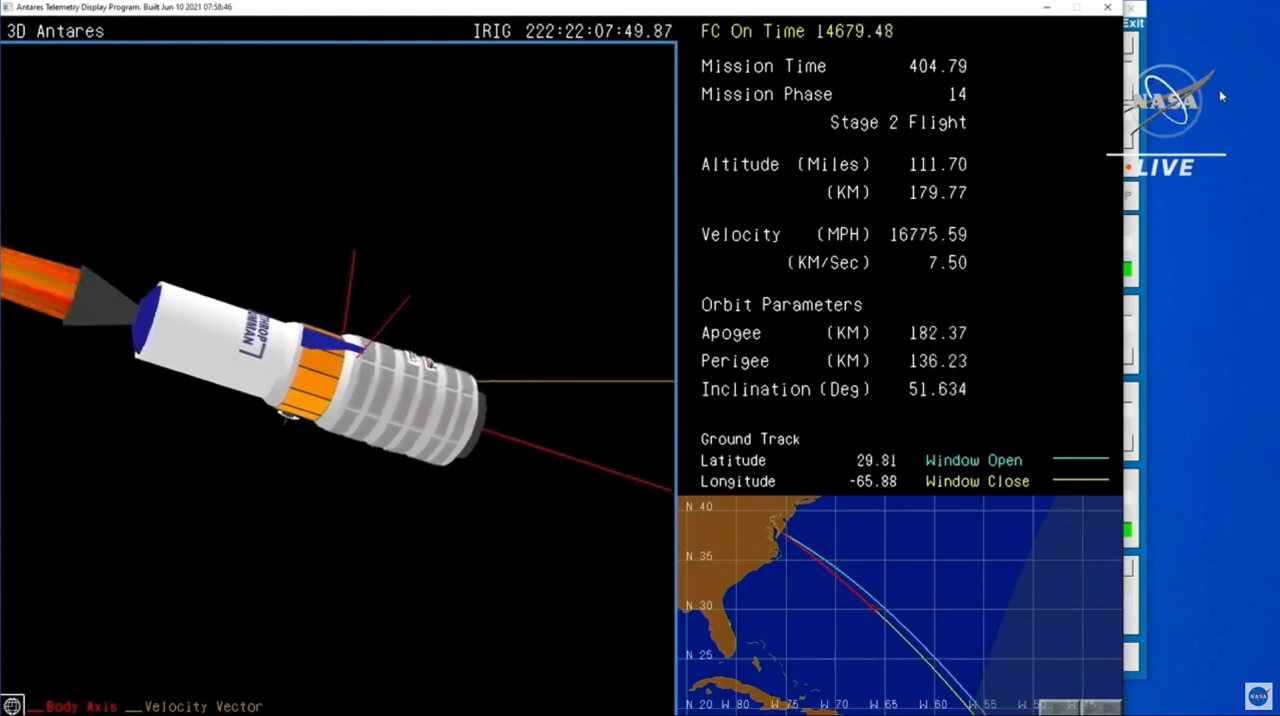 Antares Telemetry Display Program. Built Jun 10 2021 07:58:46
Exit
3D Antares
IRIG 222:22:07:49.87
FC On Time 14679.48
Mission Time 404.79
Mission Phase 14
Stage 2 Flight
Altitude (Miles) 111.70
(KM) 179.77
Velocity (MPH) 16775.59
(KM/Sec) 7.50
Orbit Parameters
Apogee (KM) 182.37
Perigee (KM) 136.23
Inclination (Deg) 51.634
Ground Track
Latitude 29.81 Window Open
Longitude -65.88 Window Close
NASA
LIVE
P
N 40
N 35
N 30
N 25
N 20 W 80 W 75 W 70 W 65 W 60 W 55 W 50 W 45
Body Axis Velocity Vector
NASA